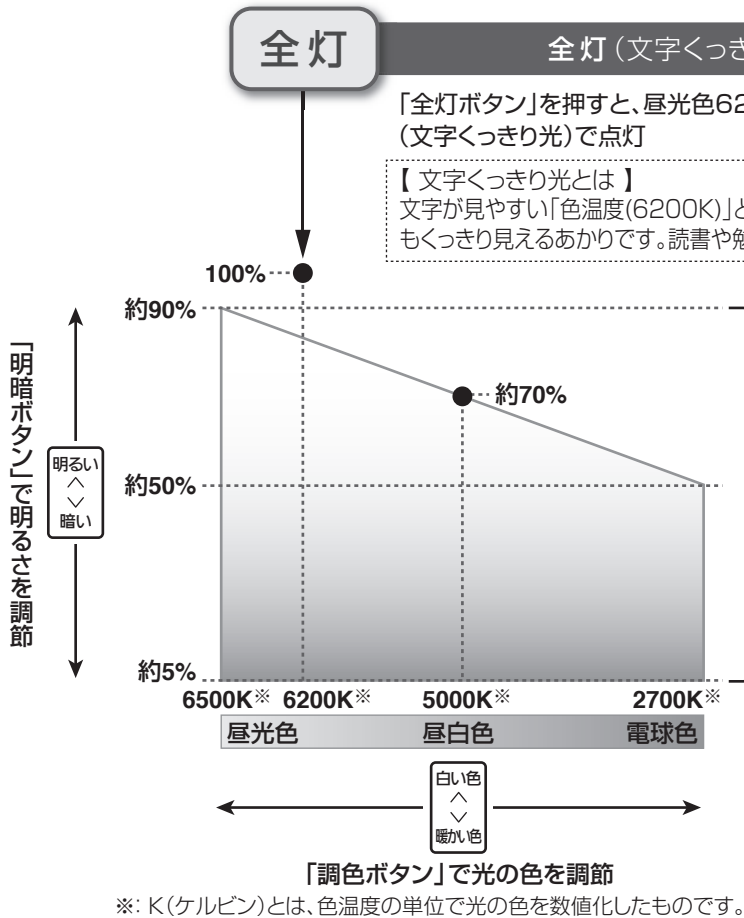 全灯
全灯（文字くっき
「全灯ボタン」を押すと、昼光色62
（文字くっきり光）で点灯
【 文字くっきり光とは 】
文字が見やすい「色温度(6200K)」と
もくっきり見えるあかりです。読書や勉
100%
約90%
約70%
約50%
約5%
「明暗ボタン」で明るさを調節
明るい
暗い
6500K※ 6200K※ 5000K※ 2700K※
昼光色 昼白色 電球色
白い色
暖かい色
「調色ボタン」で光の色を調節
※: K（ケルビン）とは、色温度の単位で光の色を数値化したものです。